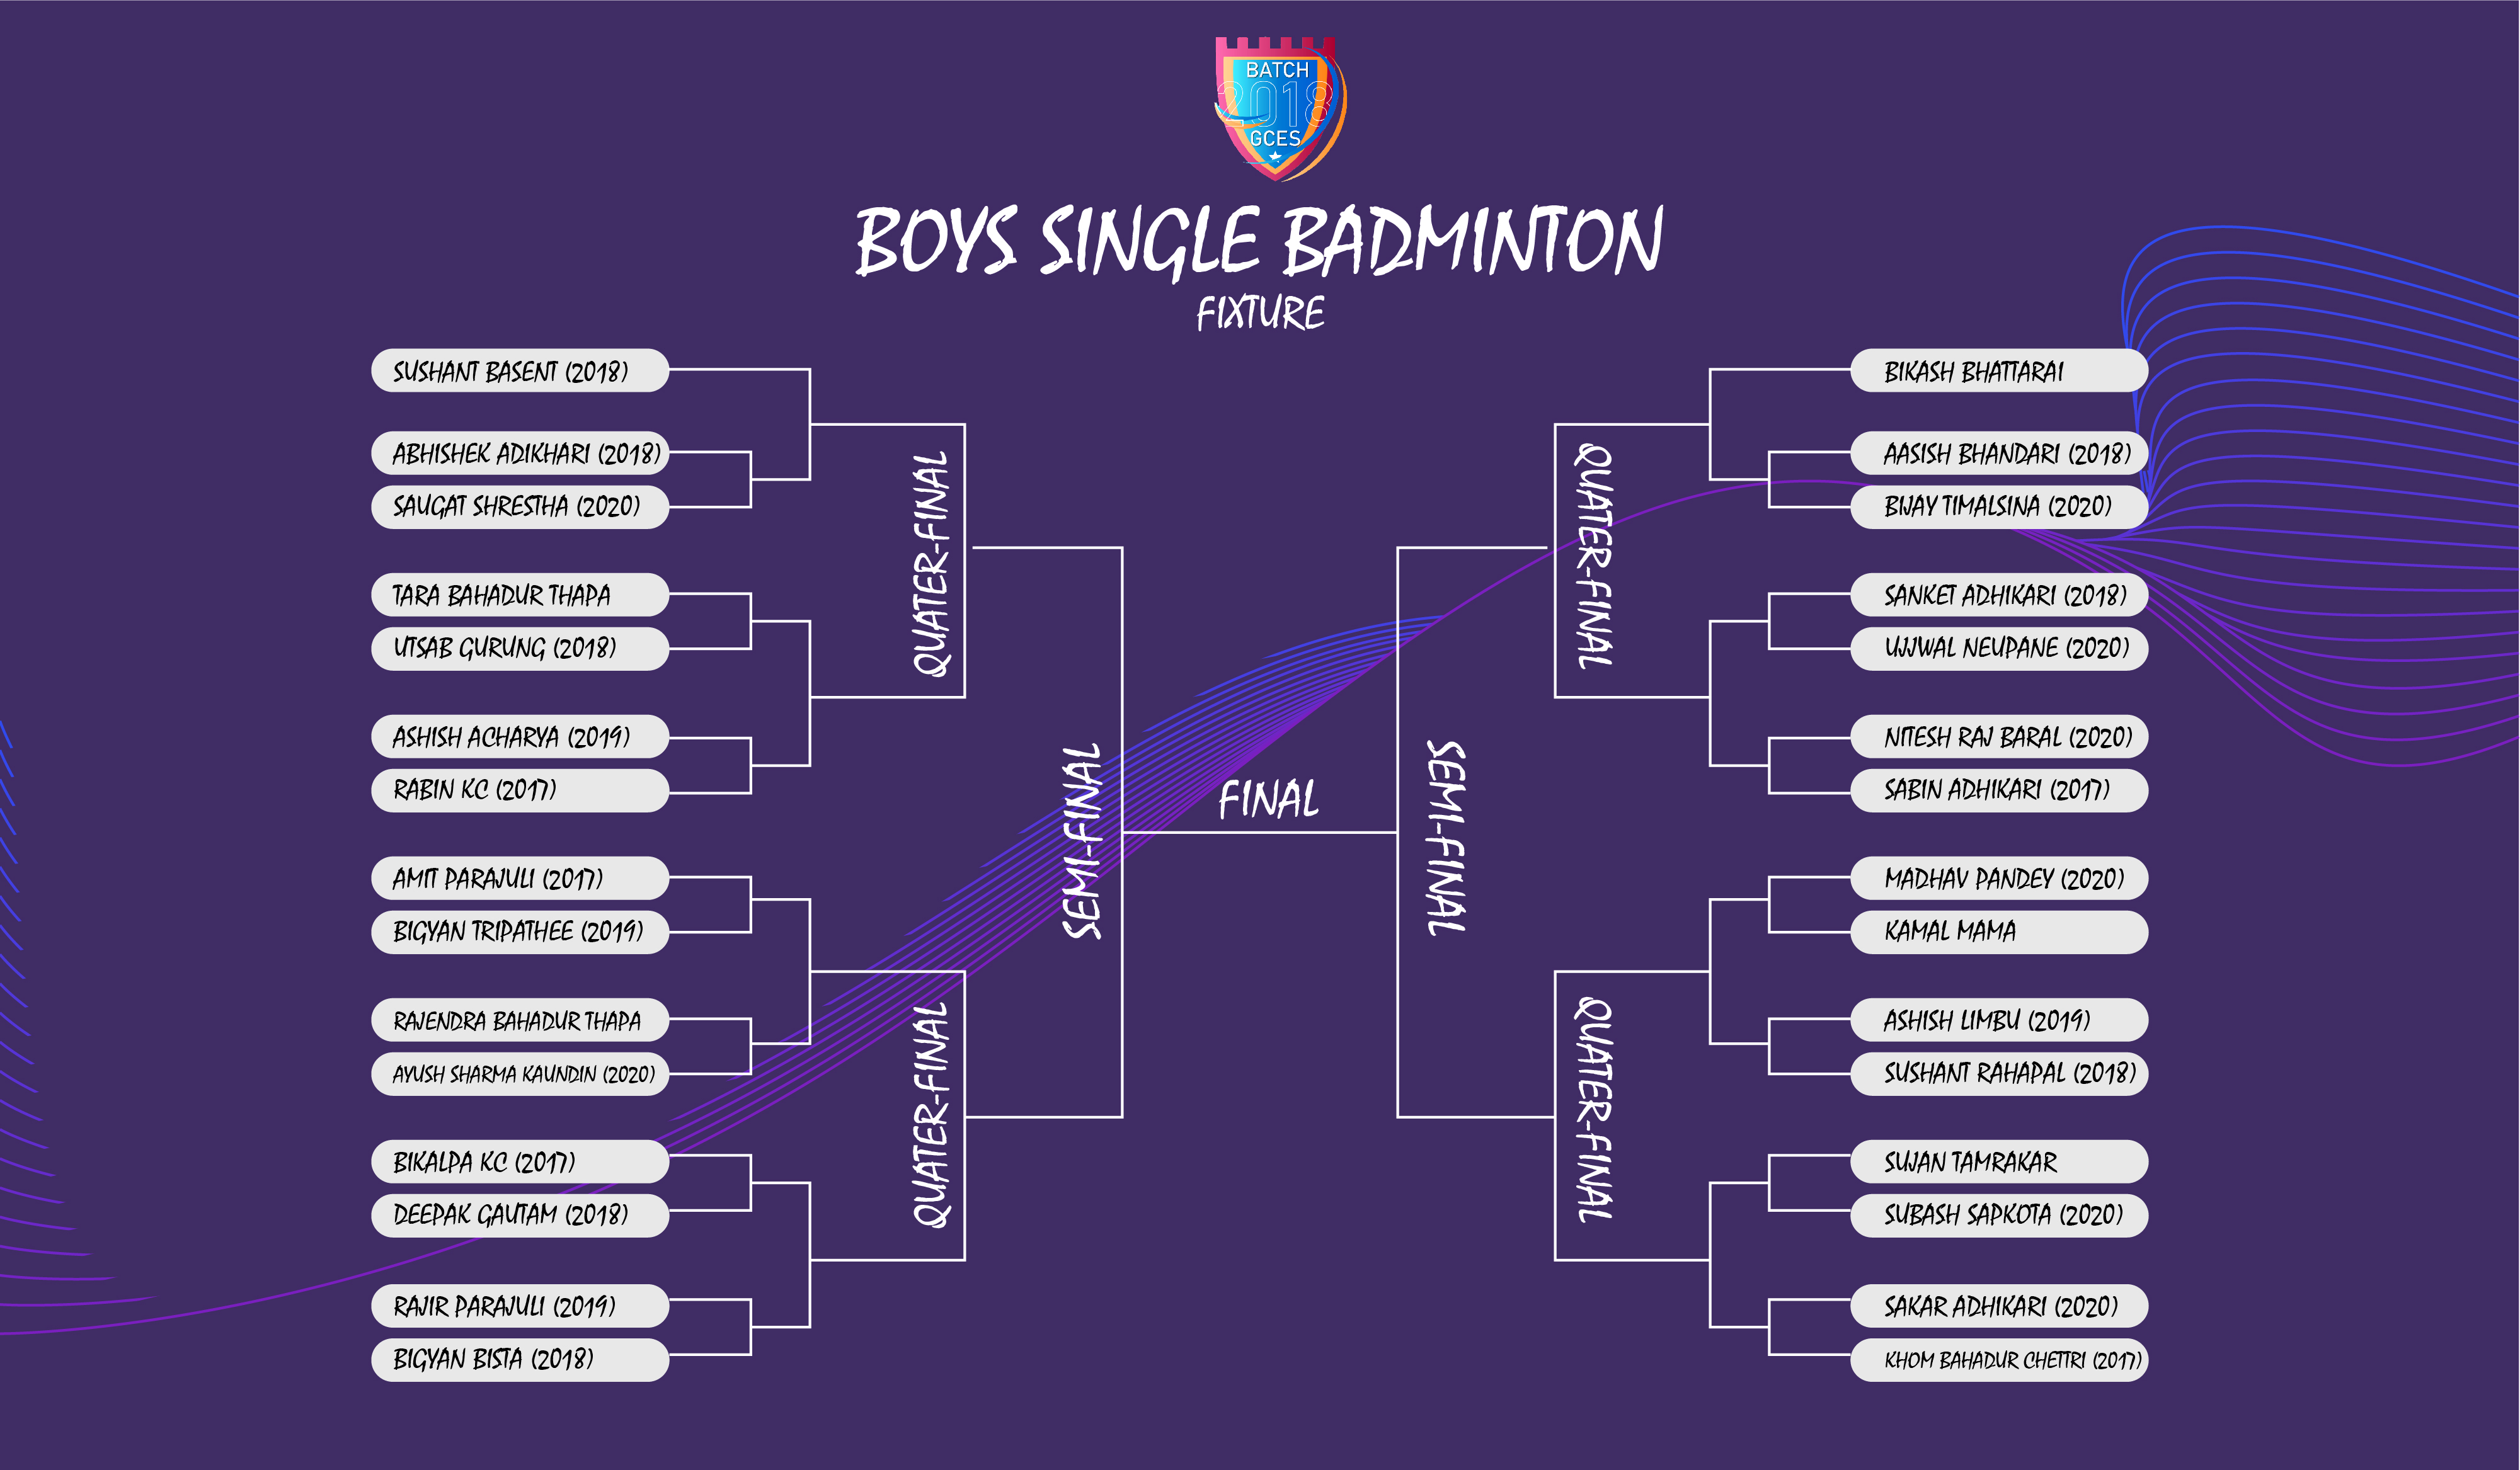 BATCH
2018
GCES
BOYS SINGLE BADMINTON
FIXTURE
SUSHANT BASENT (2018)
ABHISHEK ADIKHARI (2018)
SAUGAT SHRESTHA (2020)
TARA BAHADUR THAPA
UTSAB GURUNG (2018)
ASHISH ACHARYA (2019)
RABIN KC (2017)
AMIT PARAJULI (2017)
BIGYAN TRIPATHEE (2019)
RAJENDRA BAHADUR THAPA
AYUSH SHARMA KAUNDIN (2020)
BIKALPA KC (2017)
DEEPAK GAUTAM (2018)
RAJIR PARAJULI (2019)
BIGYAN BISTA (2018)
QUATER-FINAL
QUATER-FINAL
SEMI-FINAL
FINAL
SEMI-FINAL
QUATER-FINAL
QUATER-FINAL
BIKASH BHATTARAI
AASISH BHANDARI (2018)
BIJAY TIMALSINA (2020)
SANKET ADHIKARI (2018)
UJJWAL NEUPANE (2020)
NITESH RAJ BARAL (2020)
SABIN ADHIKARI (2017)
MADHAV PANDEY (2020)
KAMAL MAMA
ASHISH LIMBU (2019)
SUSHANT RAHAPAL (2018)
SUJAN TAMRAKAR
SUBASH SAPKOTA (2020)
SAKAR ADHIKARI (2020)
KHOM BAHADUR CHETTRI (2017)